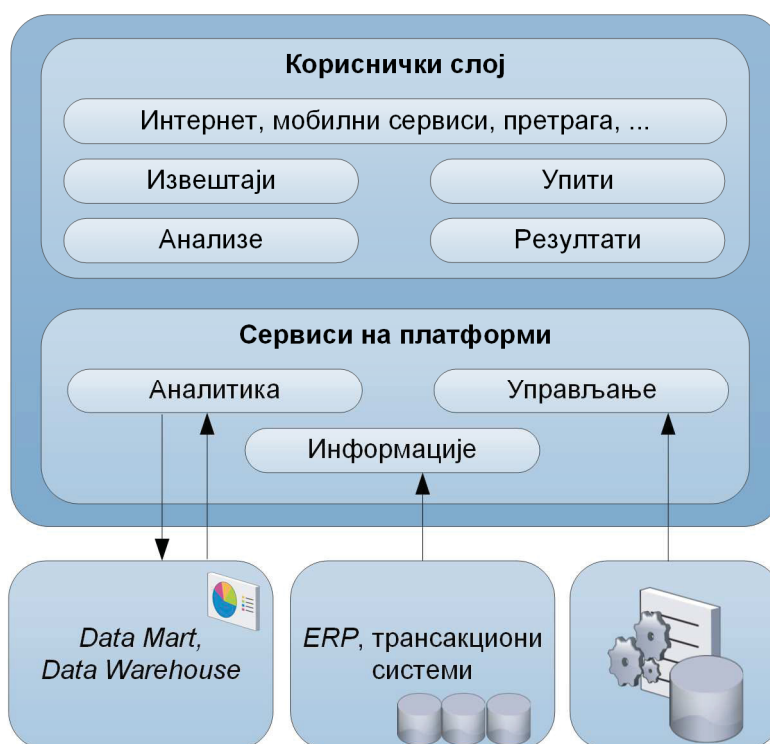 Кориснички слој
Интернет, мобилни сервиси, претрага, ...
Извештаји
Упити
Анализе
Резултати
Сервиси на платформи
Аналитика
Управљање
Информације
Data Mart,
Data Warehouse
ERP, трансакциони
системи